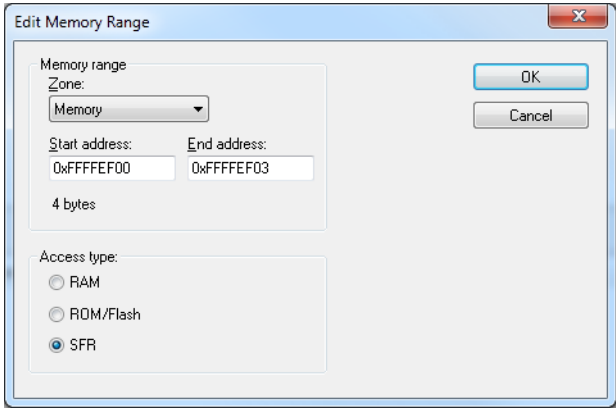 Edit Memory Range
Memory range
Zone:
Memory
Start address: End address:
0xFFFFEF00 0xFFFFEF03
4 bytes
Access type:
RAM
ROM/Flash
SFR
OK
Cancel